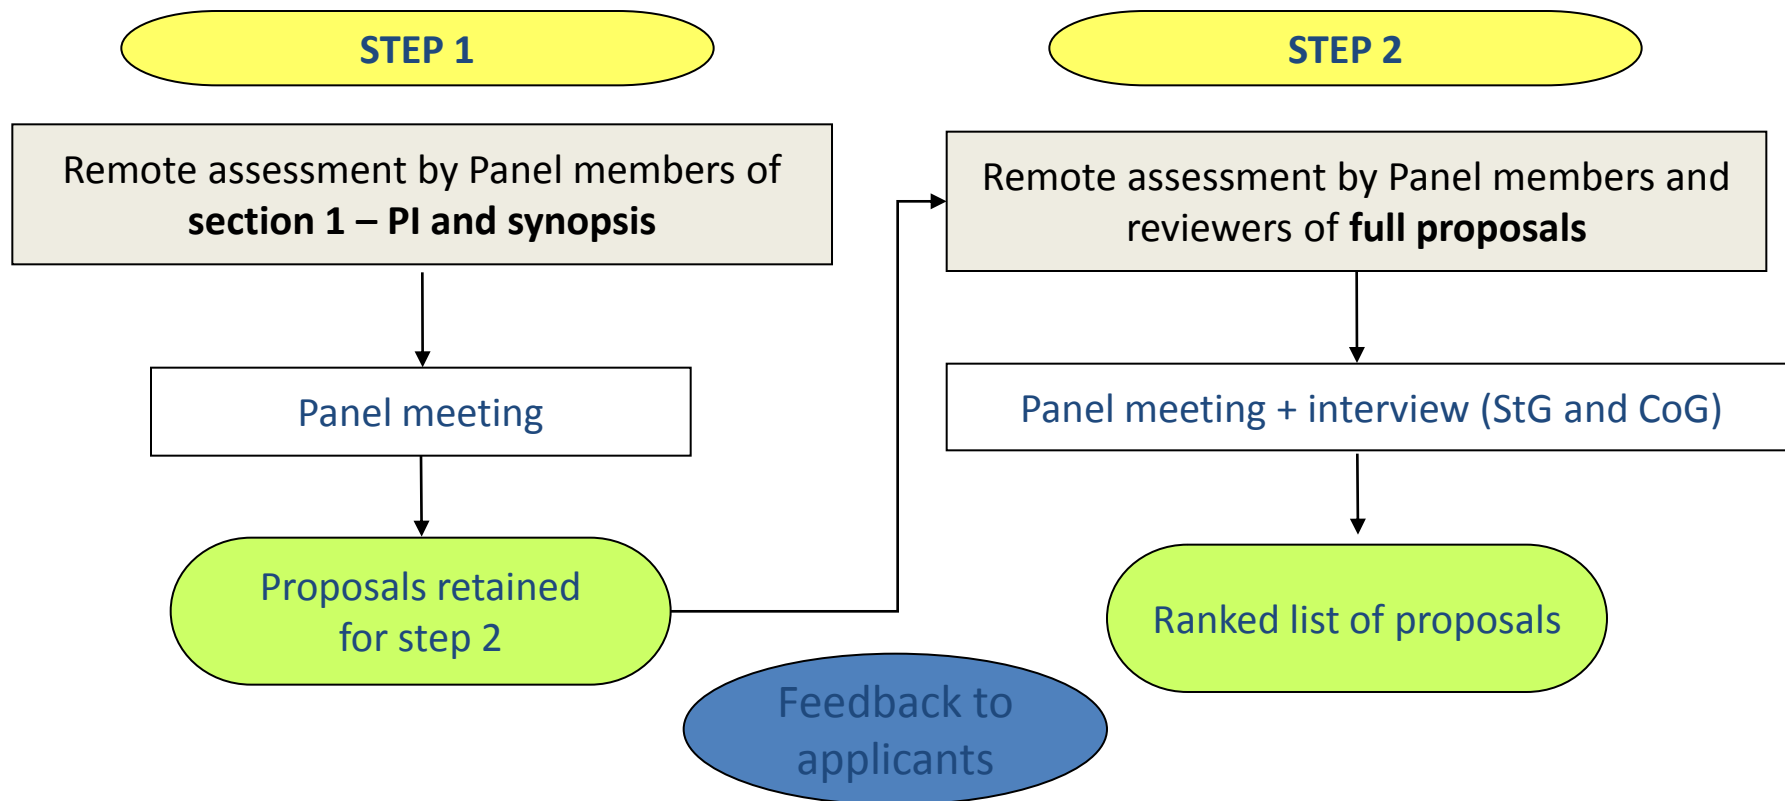 STEP 1
Remote assessment by Panel members of
section 1 – PI and synopsis
Panel meeting
Proposals retained
for step 2
STEP 2
Remote assessment by Panel members and
reviewers of full proposals
Panel meeting + interview (StG and CoG)
Ranked list of proposals
Feedback to
applicants